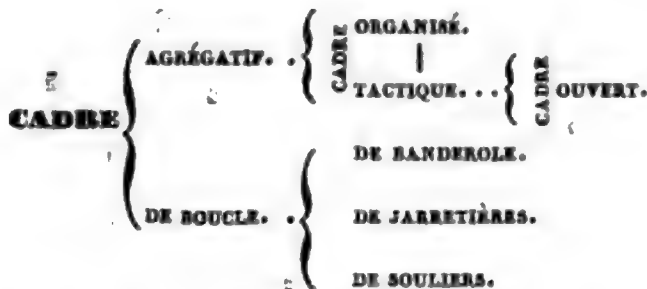 ORGANISÉ.
AGRÉGATIF. . CADRE
TACTIQUE. . . CADRE OUVERT.
CADRE
DE BANDEROLE.
DE BOUCLE. . DE JARRETIÈRES.
DE SOULIERS.